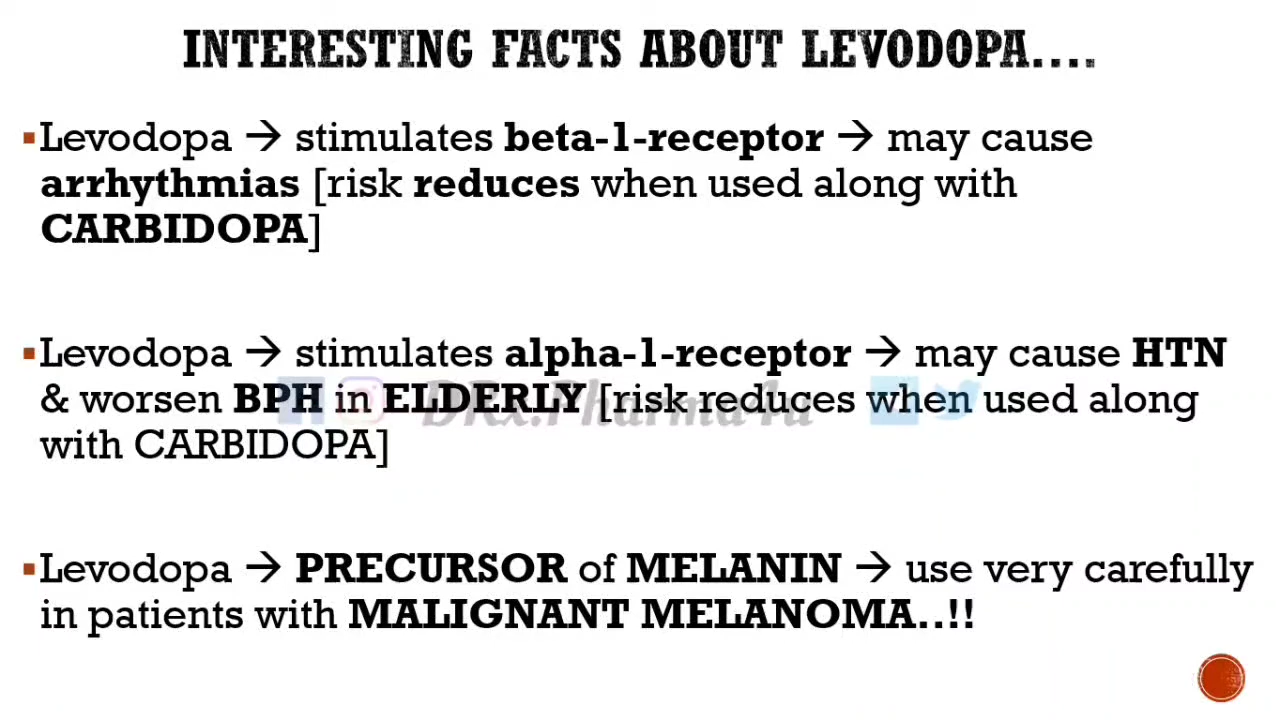 INTERESTING FACTS ABOUT LEVODOPA....
▪Levodopa → stimulates beta-1-receptor → may cause
arrhythmias [risk reduces when used along with
CARBIDOPA]
▪Levodopa → stimulates alpha-1-receptor → may cause HTN
& worsen BPH in ELDERLY [risk reduces when used along
DRx.Pharma4u
with CARBIDOPA]
▪Levodopa → PRECURSOR of MELANIN → use very carefully
in patients with MALIGNANT MELANOMA..!!